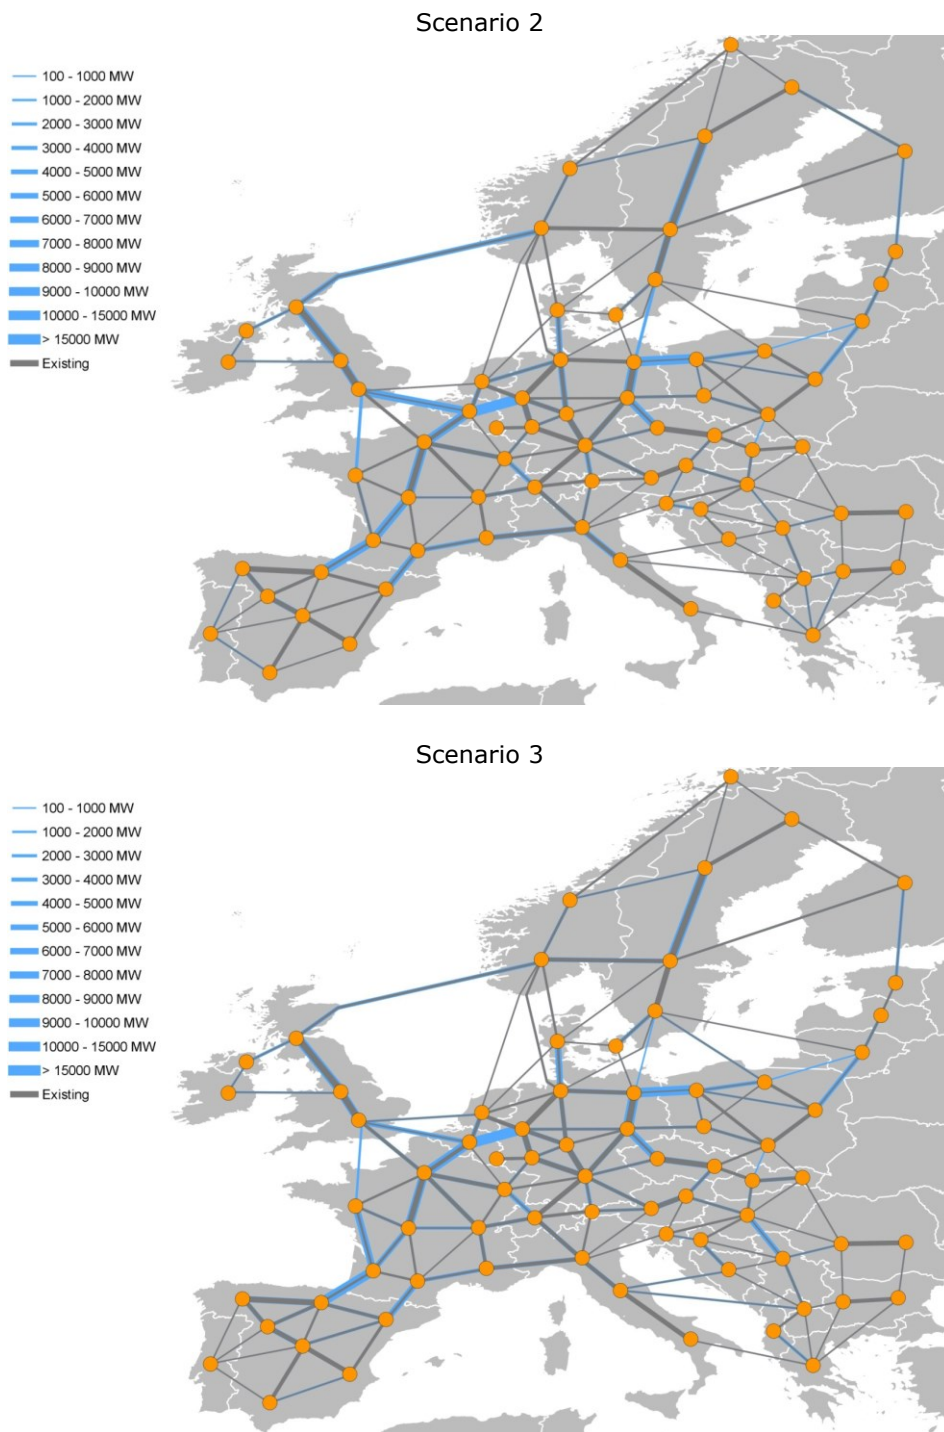 Scenario 2
100 - 1000 MW
1000 - 2000 MW
2000 - 3000 MW
3000 - 4000 MW
4000 - 5000 MW
5000 - 6000 MW
6000 - 7000 MW
7000 - 8000 MW
8000 - 9000 MW
9000 - 10000 MW
10000 - 15000 MW
> 15000 MW
Existing
Scenario 3
100 - 1000 MW
1000 - 2000 MW
2000 - 3000 MW
3000 - 4000 MW
4000 - 5000 MW
5000 - 6000 MW
6000 - 7000 MW
7000 - 8000 MW
8000 - 9000 MW
9000 - 10000 MW
10000 - 15000 MW
> 15000 MW
Existing